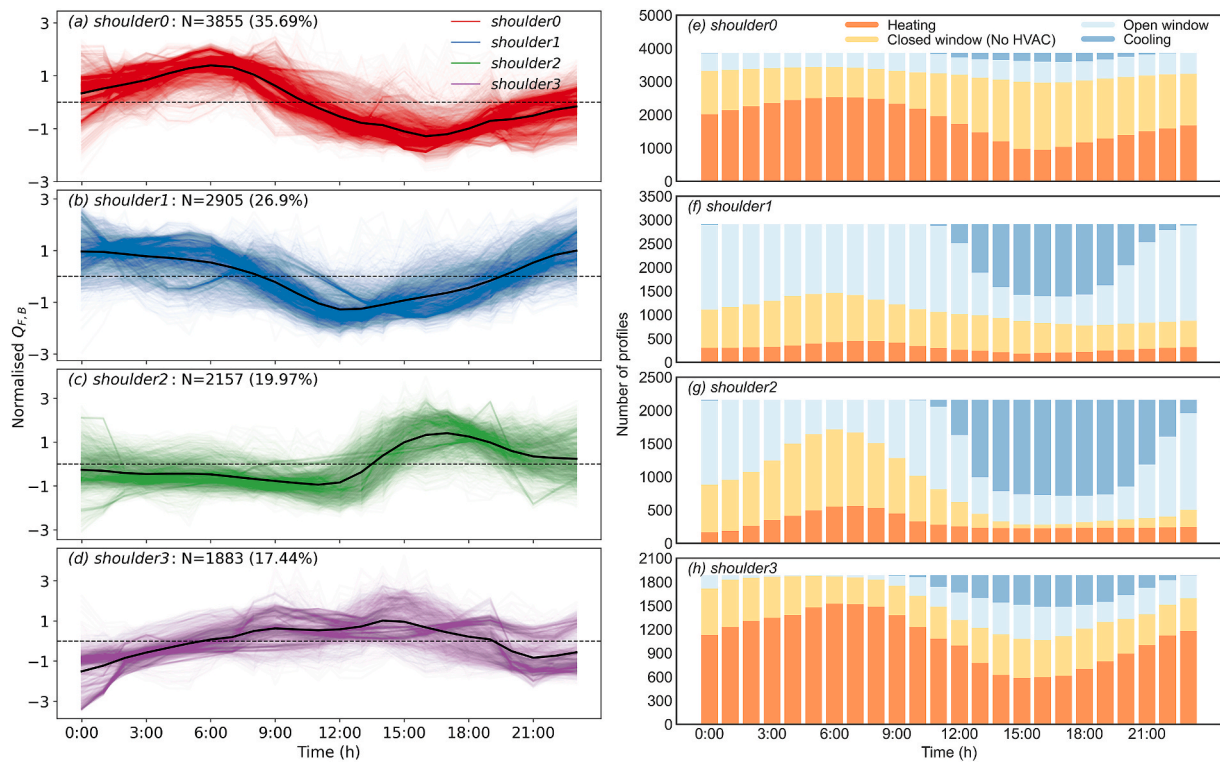 (a) shoulder0 : N=3855 (35.69%)
shoulder0
shoulder1
shoulder2
shoulder3
3
1
−1
−3
(b) shoulder1 : N=2905 (26.9%)
3
1
−1
−3
(c) shoulder2 : N=2157 (19.97%)
3
1
−1
−3
(d) shoulder3 : N=1883 (17.44%)
3
1
−1
−3
Normalised Q_{F, B}
0:00 3:00 6:00 9:00 12:00 15:00 18:00 21:00
Time (h)
(e) shoulder0
Heating
Closed window (No HVAC)
Open window
Cooling
5000
4000
3000
2000
1000
0
(f) shoulder1
3500
3000
2500
2000
1500
1000
500
0
(g) shoulder2
2500
2000
1500
1000
500
0
(h) shoulder3
2100
1800
1500
1200
900
600
300
0
Number of profiles
0:00 3:00 6:00 9:00 12:00 15:00 18:00 21:00
Time (h)